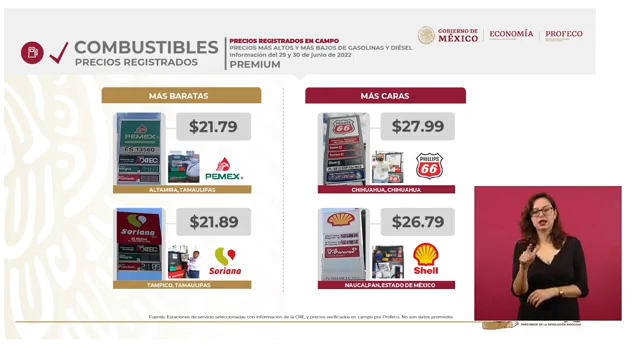 COMBUSTIBLES
PRECIOS REGISTRADOS
PRECIOS REGISTRADOS EN CAMPO
PRECIOS MÁS ALTOS Y MÁS BAJOS DE GASOLINAS Y DIÉSEL
Información del 29 y 30 de junio de 2022
PREMIUM
GOBIERNO DE
MÉXICO
ECONOMÍA
PROFECO
MÁS BARATAS
MÁS CARAS
PEMEX
$21.79
PEMEX
ALTAMIRA, TAMAULIPAS
$27.99
PHILLIPS
66
CHIHUAHUA, CHIHUAHUA
Soriana
$21.89
Soriana
TAMPICO, TAMAULIPAS
$26.79
Shell
NAUCALPAN, ESTADO DE MÉXICO
Fuente: Estaciones de servicio seleccionadas con información de la CRE, y precios verificados en campo por Profeco. No son datos promedio.